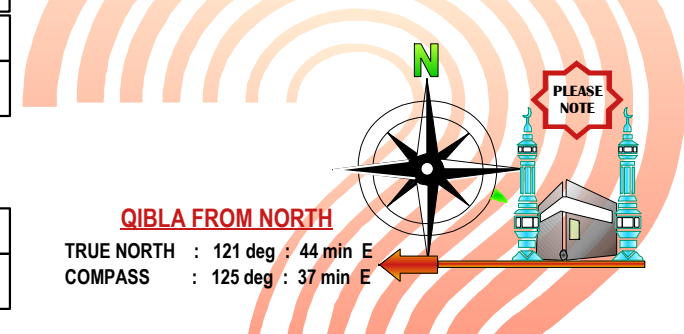 N
PLEASE
NOTE
QIBLA FROM NORTH
TRUE NORTH : 121 deg : 44 min E
COMPASS : 125 deg : 37 min E